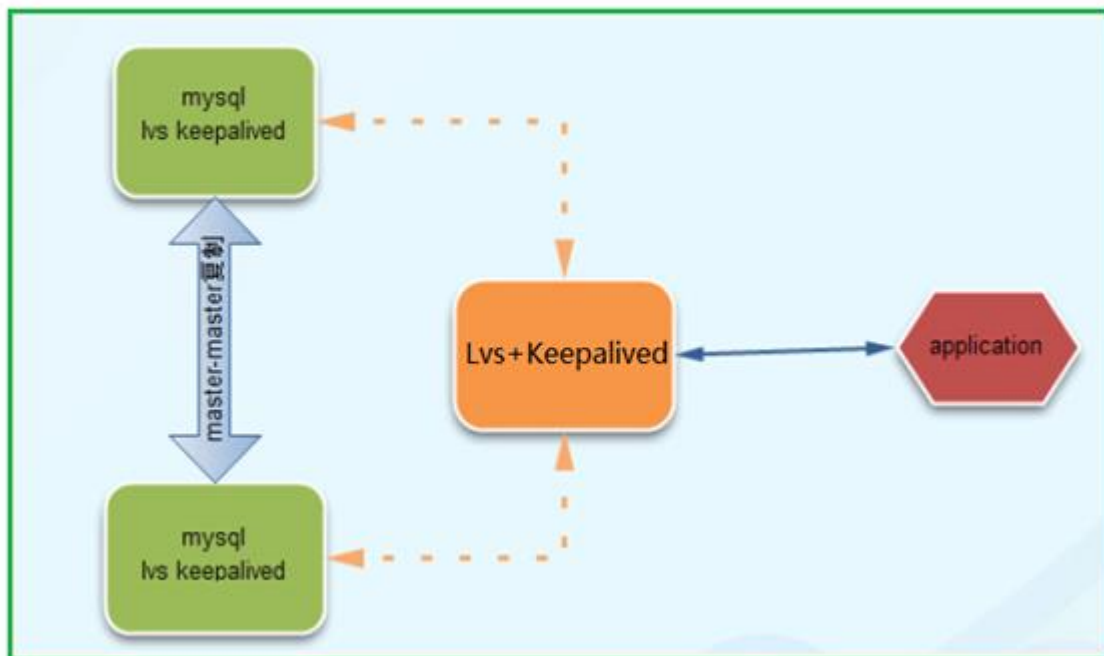 mysql
lvs keepalived
master-master复制
Lvs+Keepalived
application
mysql
lvs keepalived